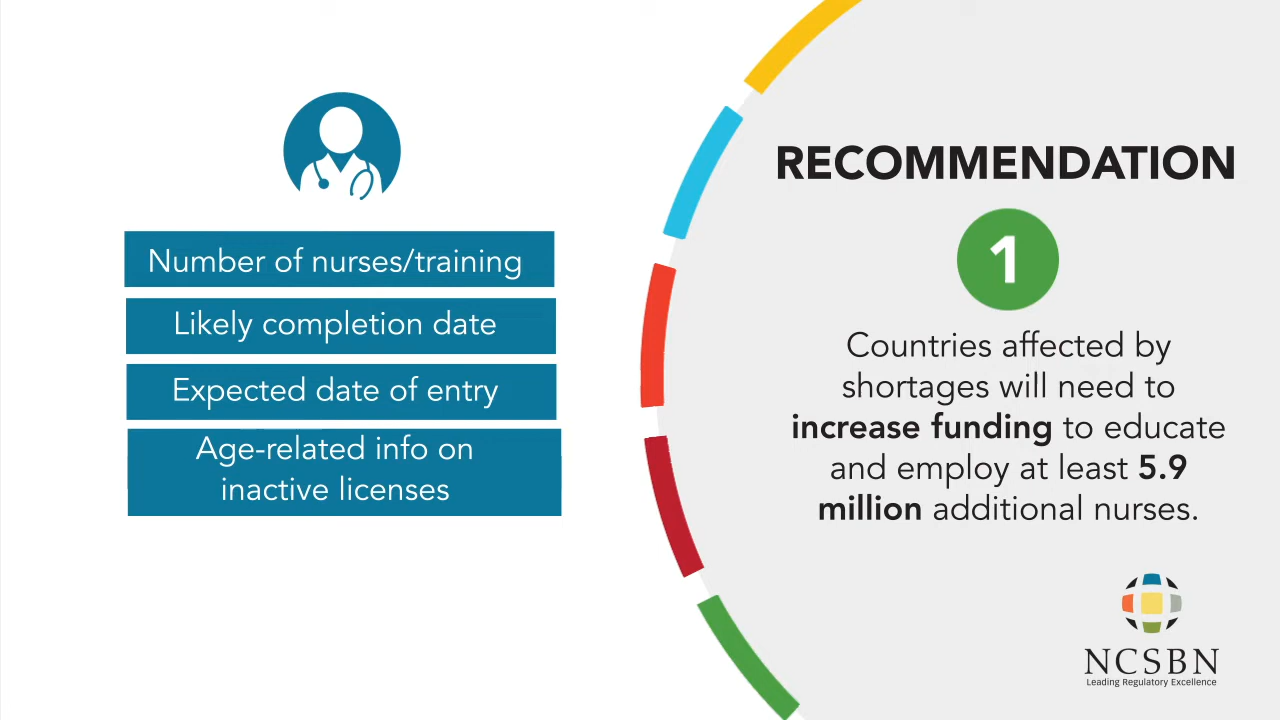 Number of nurses/training
Likely completion date
Expected date of entry
Age-related info on
inactive licenses
RECOMMENDATION
1
Countries affected by
shortages will need to
increase funding to educate
and employ at least 5.9
million additional nurses.
NCSBN
Leading Regulatory Excellence